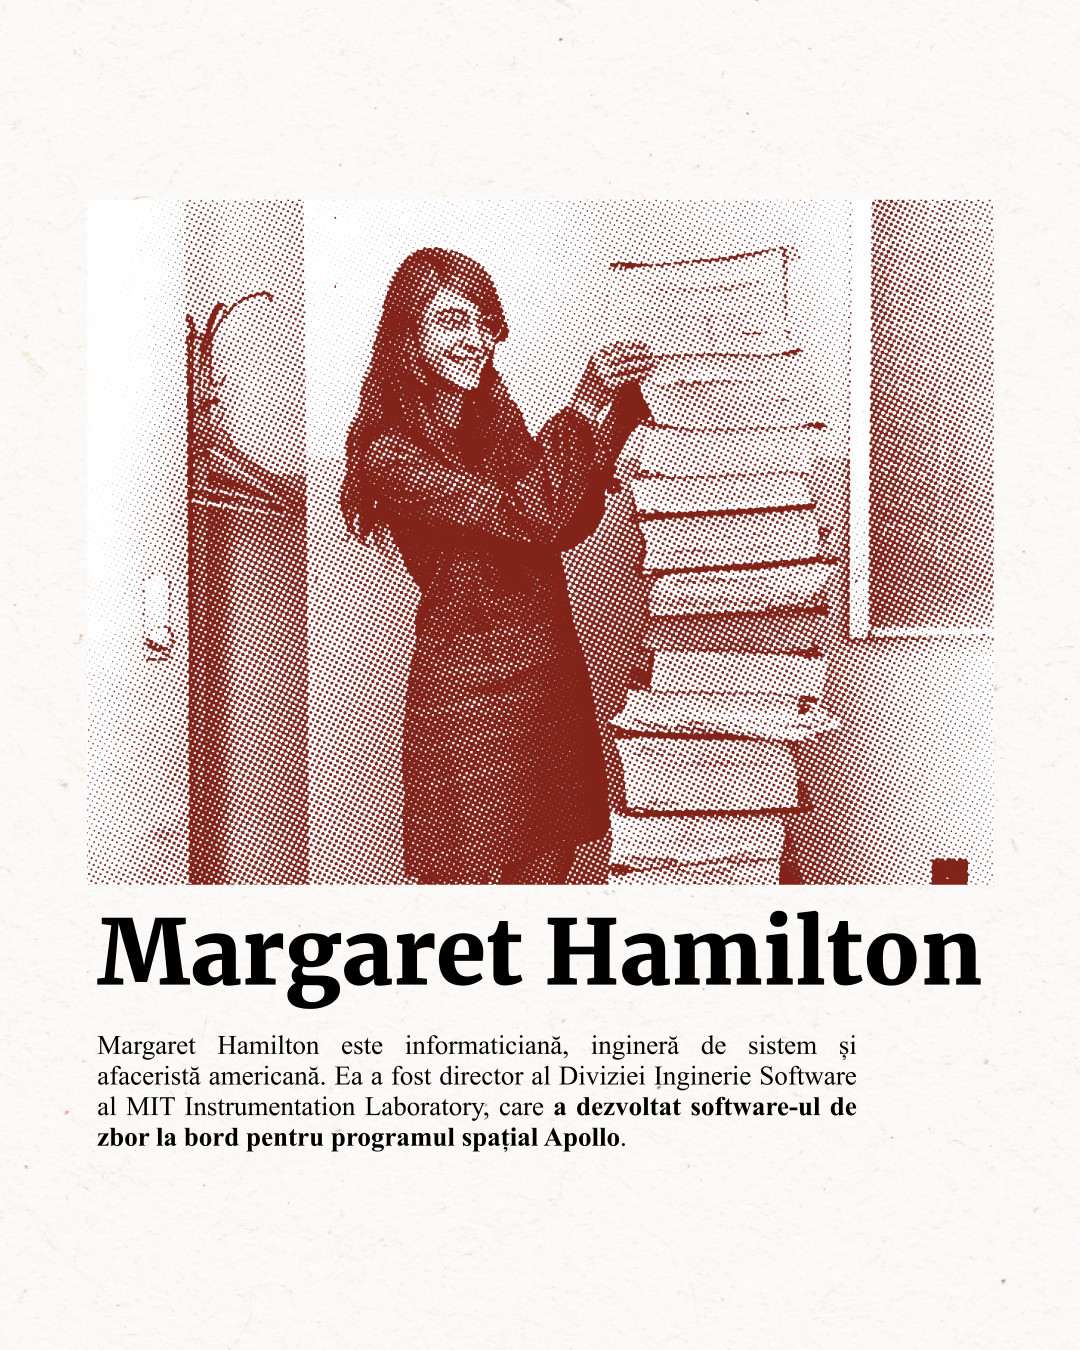 Margaret Hamilton
Margaret Hamilton este informaticiană, ingineră de sistem și
afaceristă americană. Ea a fost director al Diviziei Inginerie Software
al MIT Instrumentation Laboratory, care a dezvoltat software-ul de
zbor la bord pentru programul spațial Apollo.